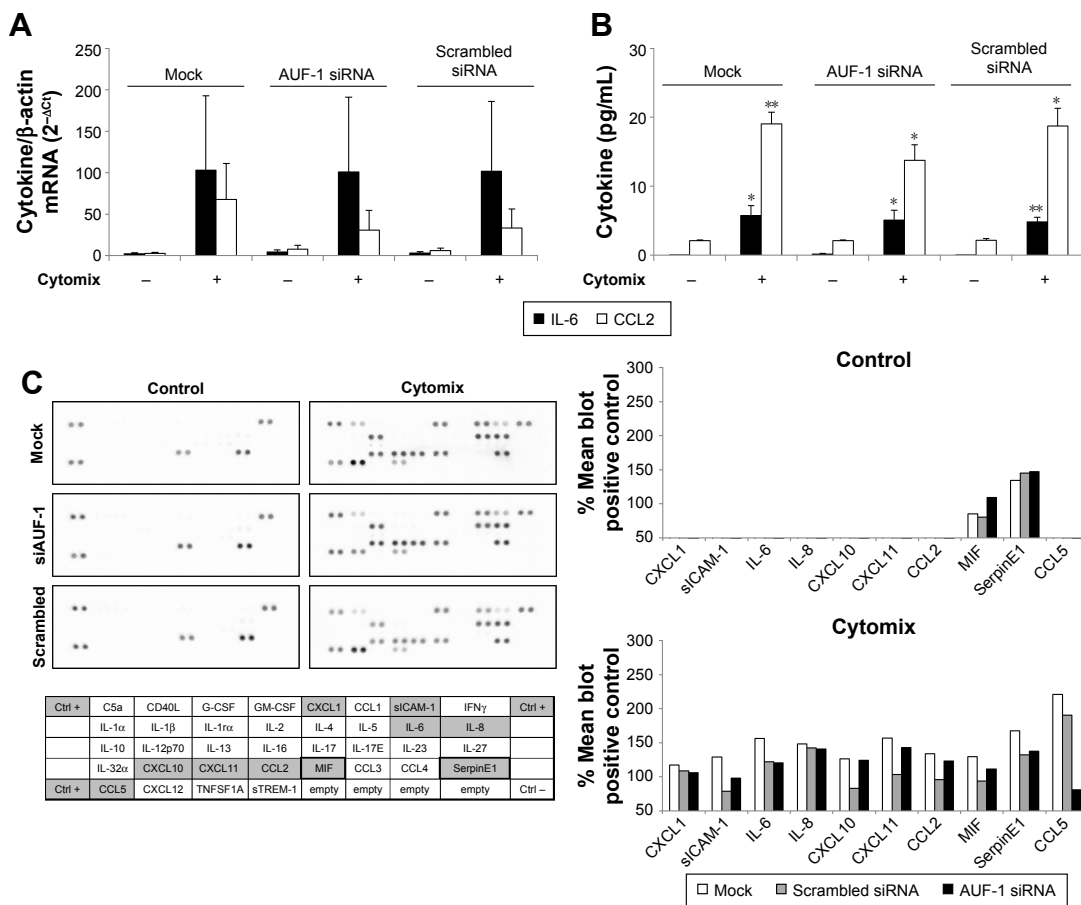 A
Cytokine/β-actin
mRNA (2⁻ΔCt)
250
200
150
100
50
0
Mock
AUF-1 siRNA
Scrambled
siRNA
Cytomix
–
+
–
+
–
+
B
Cytokine (pg/mL)
30
20
10
0
Mock
AUF-1 siRNA
Scrambled
siRNA
*
**
*
*
**
*
–
+
–
+
–
+
IL-6 CCL2
C
Control
Cytomix
Mock
siAUF-1
Scrambled
Ctrl + C5a CD40L G-CSF GM-CSF CXCL1 CCL1 sICAM-1 IFNγ Ctrl +
IL-1α IL-1β IL-1rα IL-2 IL-4 IL-5 IL-6 IL-8
IL-10 IL-12p70 IL-13 IL-16 IL-17 IL-17E IL-23 IL-27
IL-32α CXCL10 CXCL11 CCL2 MIF CCL3 CCL4 SerpinE1
Ctrl + CCL5 CXCL12 TNFSF1A sTREM-1 empty empty empty empty Ctrl –
Control
% Mean blot
positive control
300
250
200
150
100
50
CXCL1
sICAM-1
IL-6
IL-8
CXCL10
CXCL11
CCL2
MIF
SerpinE1
CCL5
Cytomix
% Mean blot
positive control
300
250
200
150
100
50
CXCL1
sICAM-1
IL-6
IL-8
CXCL10
CXCL11
CCL2
MIF
SerpinE1
CCL5
Mock Scrambled siRNA AUF-1 siRNA